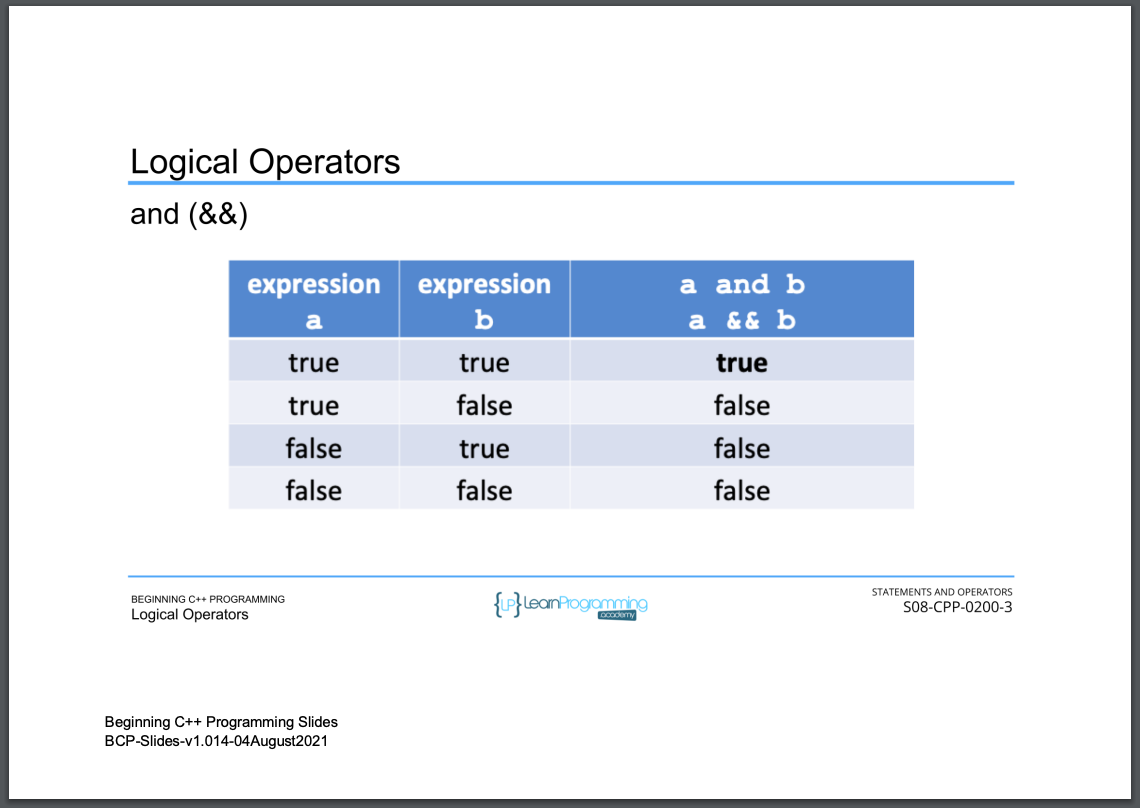 Logical Operators
and (&&)
expression a expression b a and b a && b
true true true
true false false
false true false
false false false
BEGINNING C++ PROGRAMMING
Logical Operators
{LP} LearnProgramming
academy
STATEMENTS AND OPERATORS
S08-CPP-0200-3
Beginning C++ Programming Slides
BCP-Slides-v1.014-04August2021